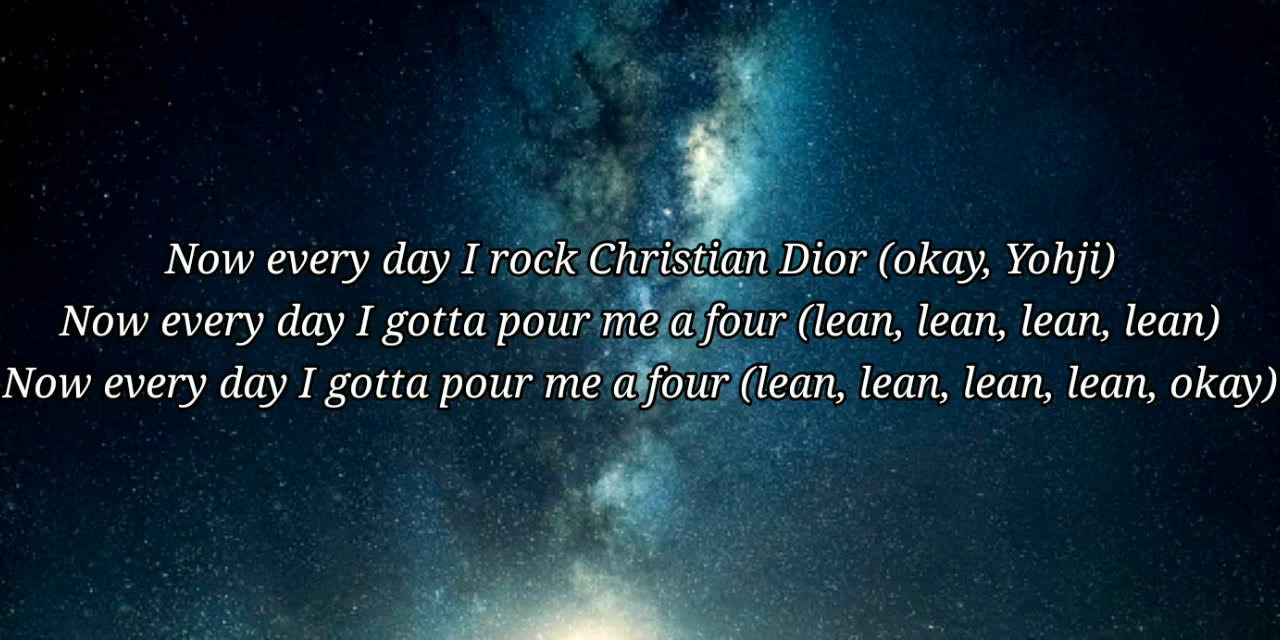 Now every day I rock Christian Dior (okay, Yohji)
Now every day I gotta pour me a four (lean, lean, lean, lean)
Now every day I gotta pour me a four (lean, lean, lean, lean, okay)